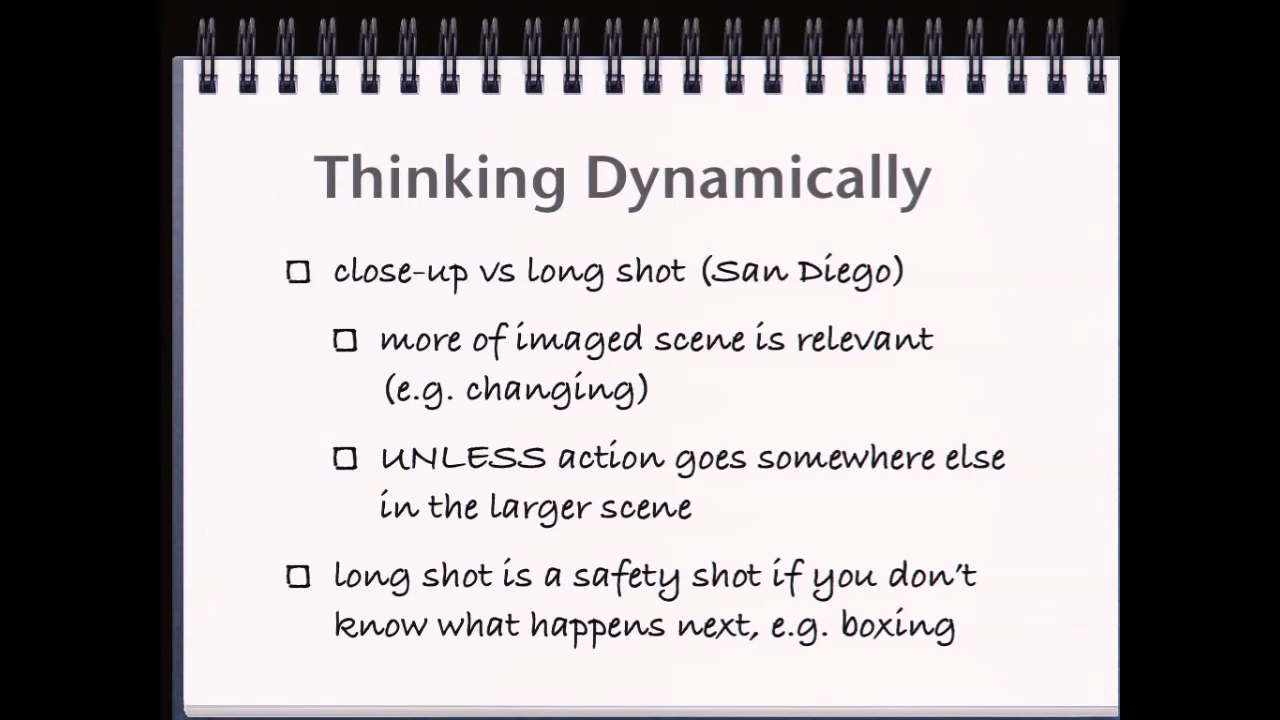 Thinking Dynamically
close-up vs long shot (San Diego)
more of imaged scene is relevant
(e.g. changing)
UNLESS action goes somewhere else
in the larger scene
long shot is a safety shot if you don't
know what happens next, e.g. boxing